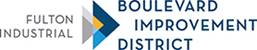 FULTON
INDUSTRIAL
BOULEVARD
IMPROVEMENT
DISTRICT